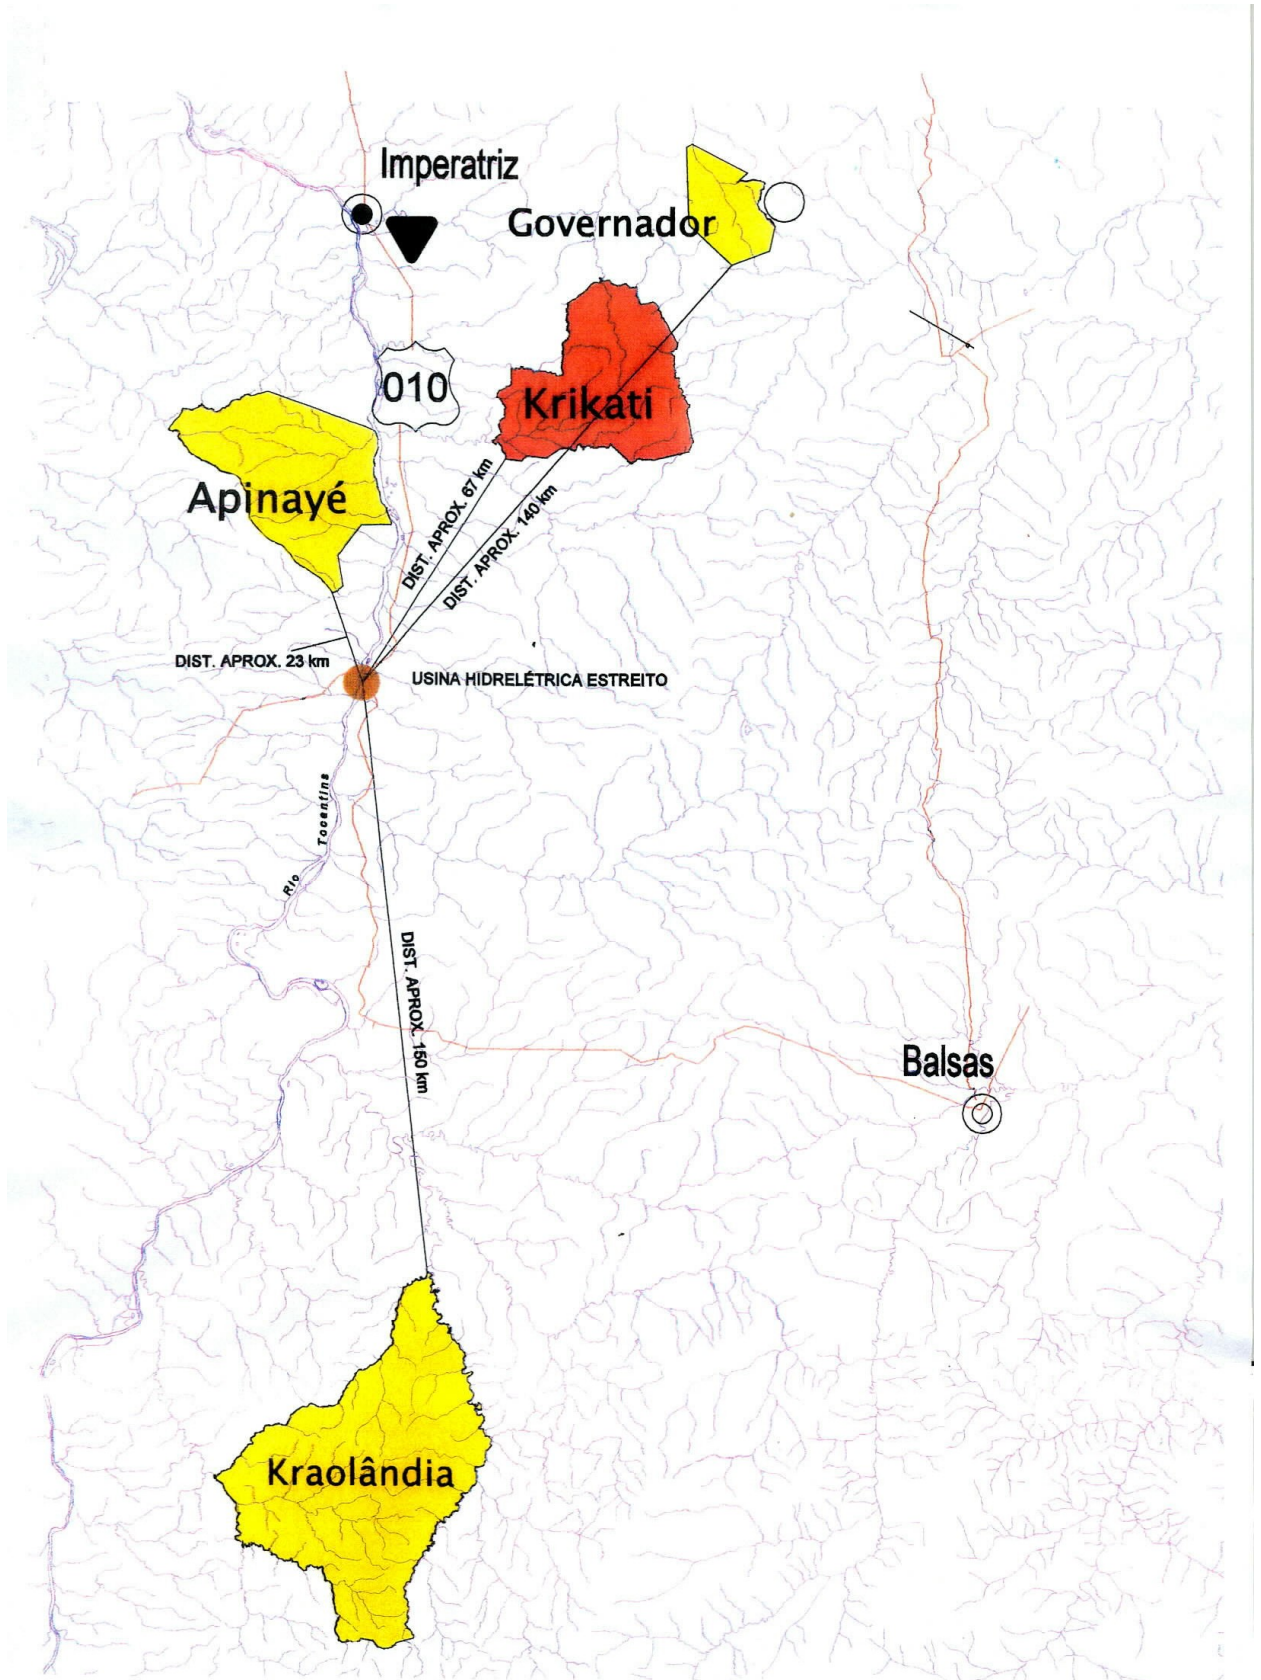 Imperatriz
Governador
010
Krikati
Apinayé
DIST. APROX. 67 km
DIST. APROX. 140 km
DIST. APROX. 23 km
USINA HIDRELÉTRICA ESTREITO
Rio Tocantins
DIST. APROX. 150 km
Balsas
Kraolândia